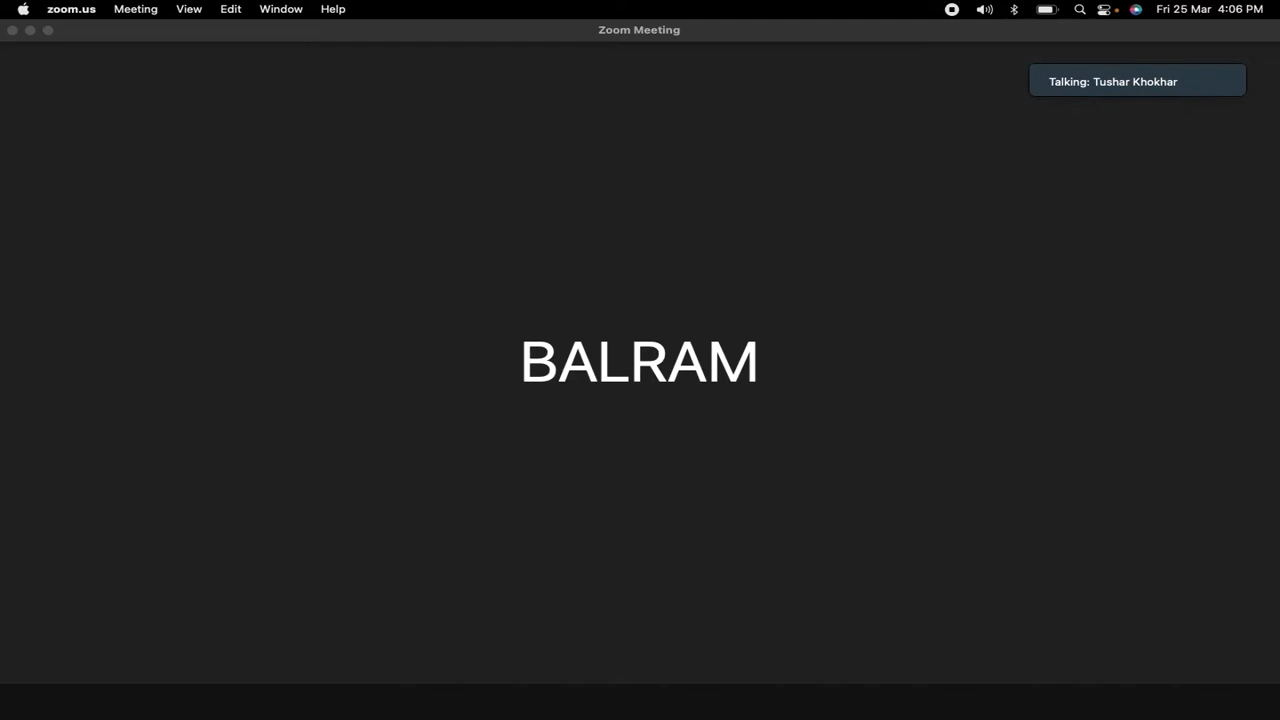 zoom.us Meeting View Edit Window Help Fri 25 Mar 4:06 PM
Zoom Meeting
Talking: Tushar Khokhar
BALRAM